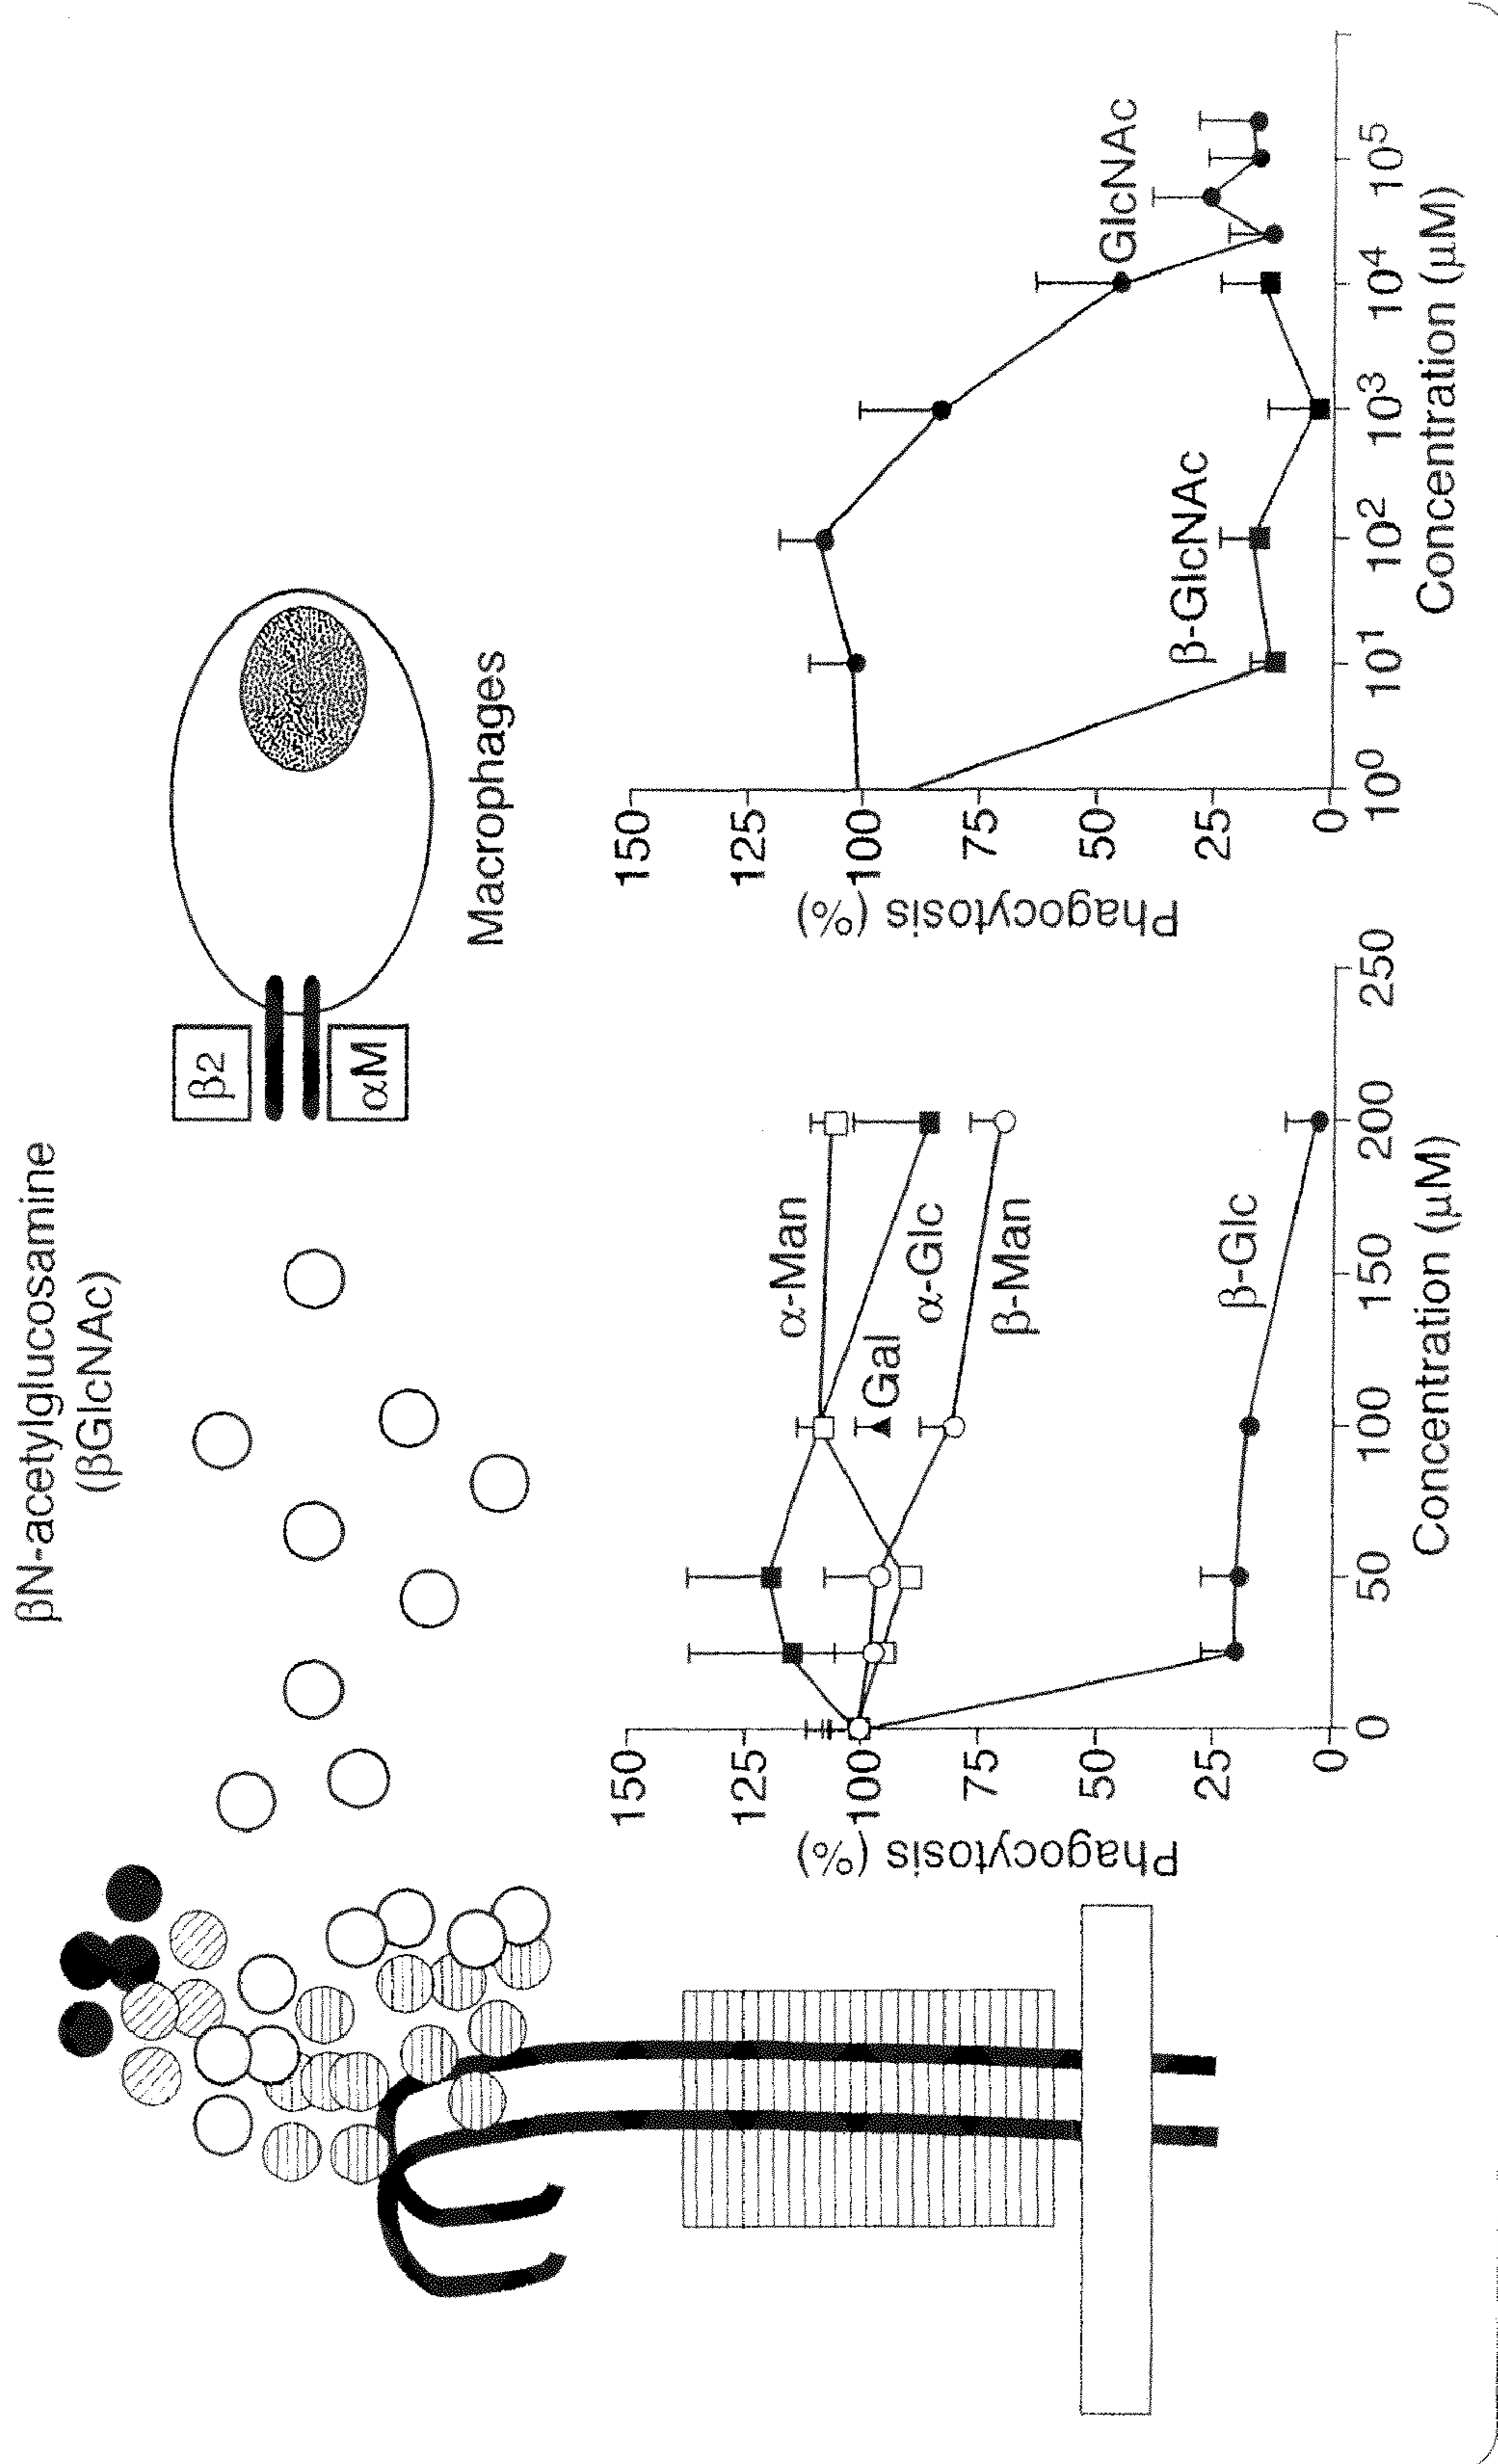 βN-acetylglucosamine
(βGlcNAc)
β2
αM
Macrophages
Phagocytosis (%)
150
125
100
75
50
25
0
0
50
100
150
200
250
Concentration (μM)
α-Man
α-Glc
Gal
β-Man
β-Glc
Phagocytosis (%)
150
125
100
75
50
25
0
10⁰
10¹
10²
10³
10⁴
10⁵
Concentration (μM)
GlcNAc
β-GlcNAc